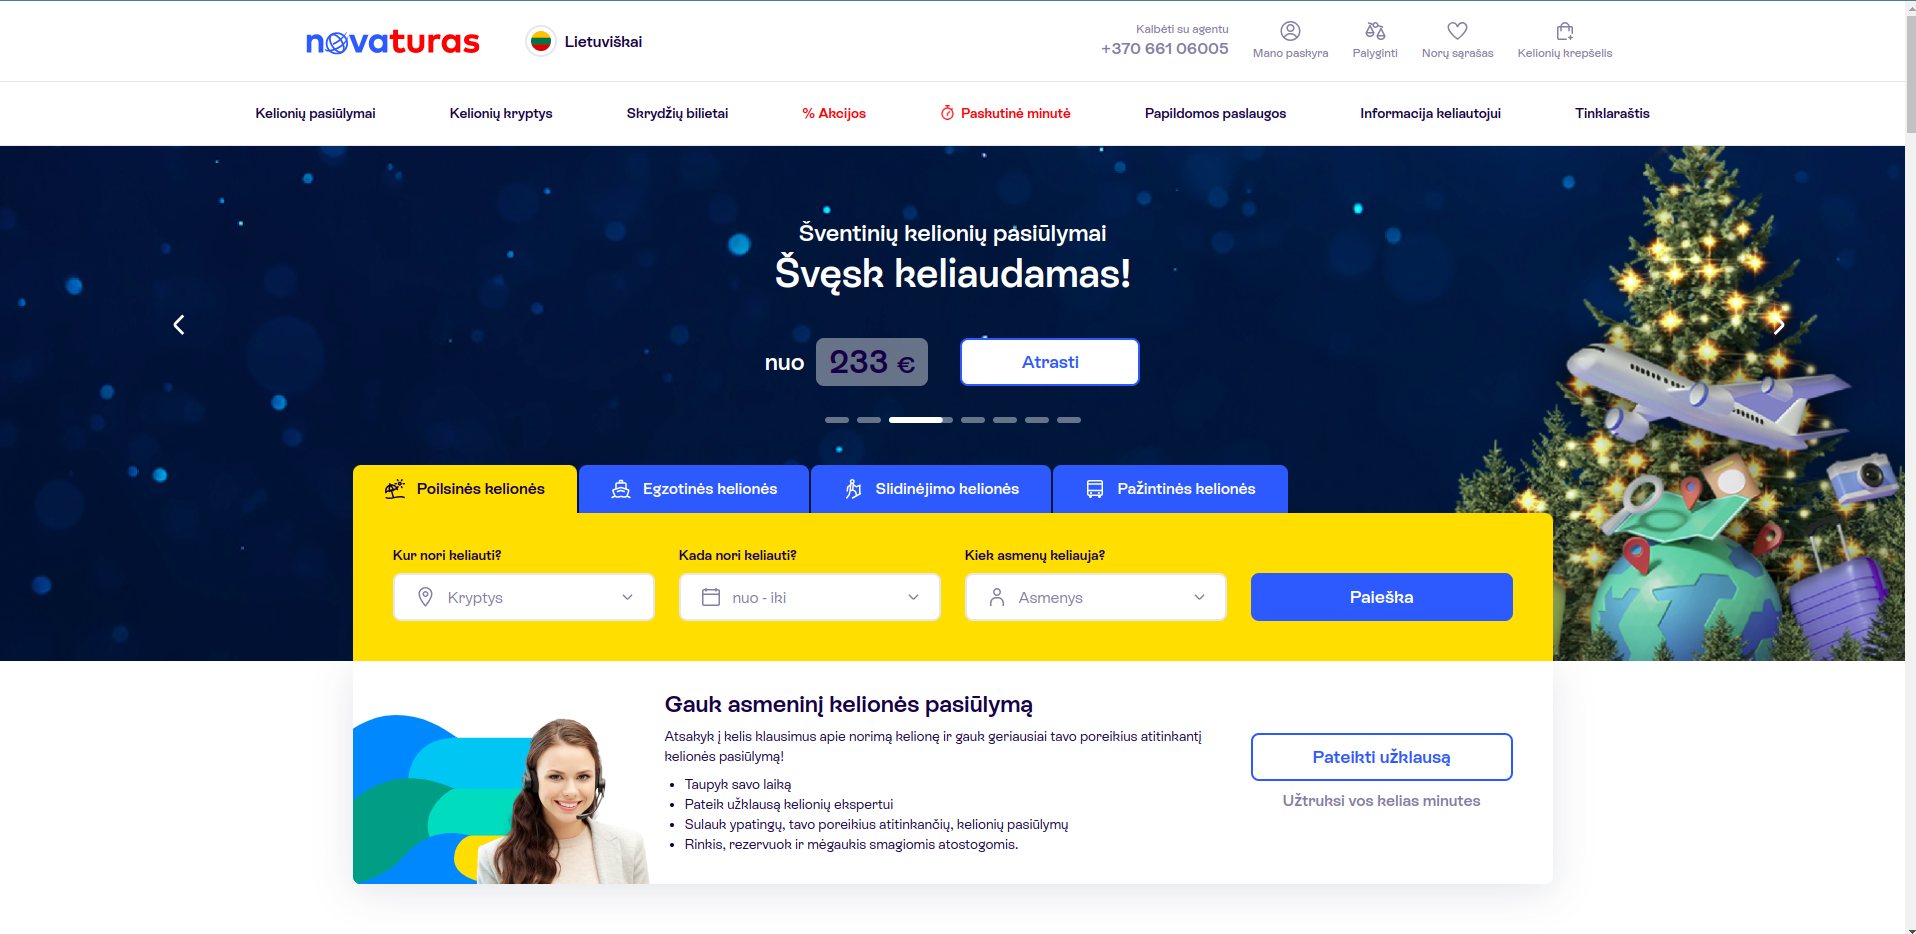 novaturas
Lietuviškai
Kalbėti su agentu
+370 661 06005
Mano paskyra
Palyginti
Norų sąrašas
Kelionių krepšelis
Kelionių pasiūlymai
Kelionių kryptys
Skrydžių bilietai
% Akcijos
Paskutinė minutė
Papildomos paslaugos
Informacija keliautojui
Tinklaraštis
Šventinių kelionių pasiūlymai
Švęsk keliaudamas!
nuo 233 €
Atrasti
Poilsinės kelionės
Egzotinės kelionės
Slidinėjimo kelionės
Pažintinės kelionės
Kur nori keliauti?
Kada nori keliauti?
Kiek asmenų keliauja?
Kryptys
nuo - iki
Asmenys
Paieška
Gauk asmeninį kelionės pasiūlymą
Atsakyk į kelis klausimus apie norimą kelionę ir gauk geriausiai tavo poreikius atitinkantį
kelionės pasiūlymą!
• Taupyk savo laiką
• Pateik užklausą kelionių ekspertui
• Sulauk ypatingų, tavo poreikius atitinkančių, kelionių pasiūlymų
• Rinkis, rezervuok ir mėgaukis smagiomis atostogomis.
Pateikti užklausą
Užtruksi vos kelias minutes